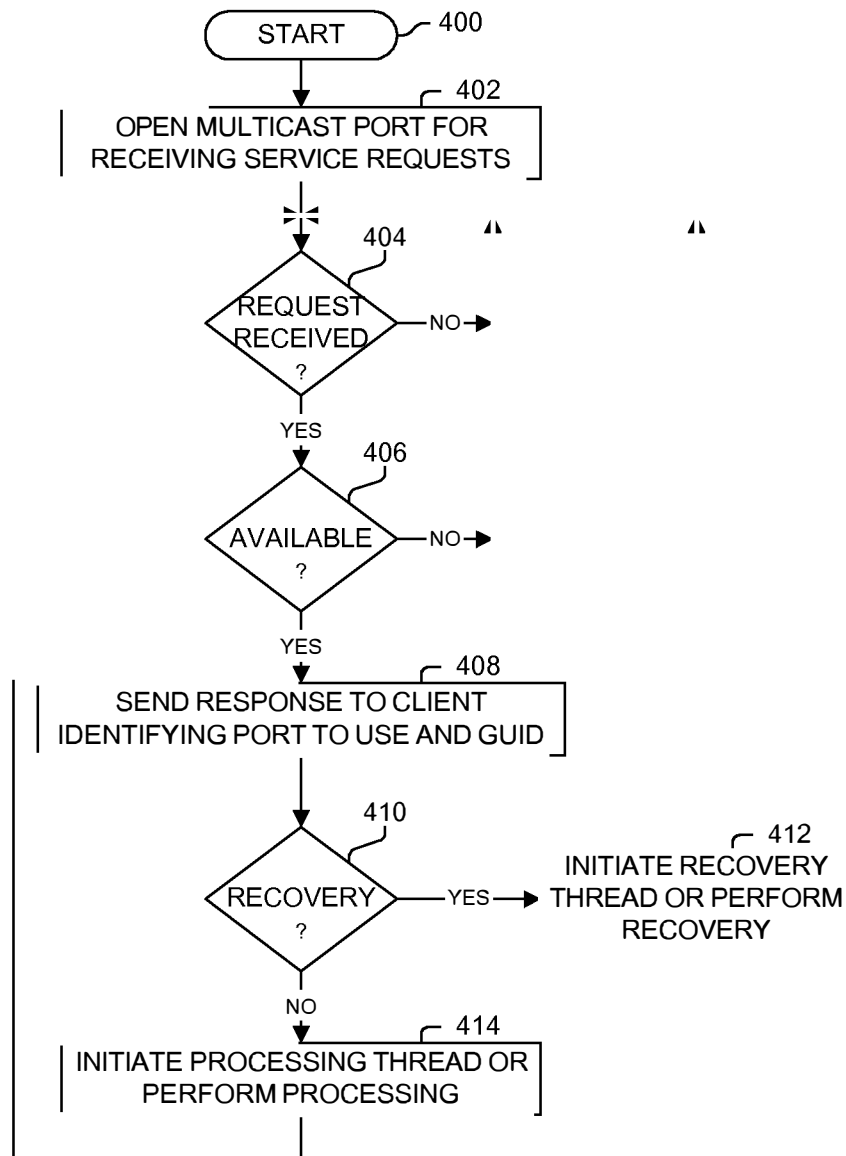 START
400
402
OPEN MULTICAST PORT FOR
RECEIVING SERVICE REQUESTS
404
REQUEST
RECEIVED
?
NO
YES
406
AVAILABLE
?
NO
YES
408
SEND RESPONSE TO CLIENT
IDENTIFYING PORT TO USE AND GUID
410
RECOVERY
?
YES
412
INITIATE RECOVERY
THREAD OR PERFORM
RECOVERY
NO
414
INITIATE PROCESSING THREAD OR
PERFORM PROCESSING